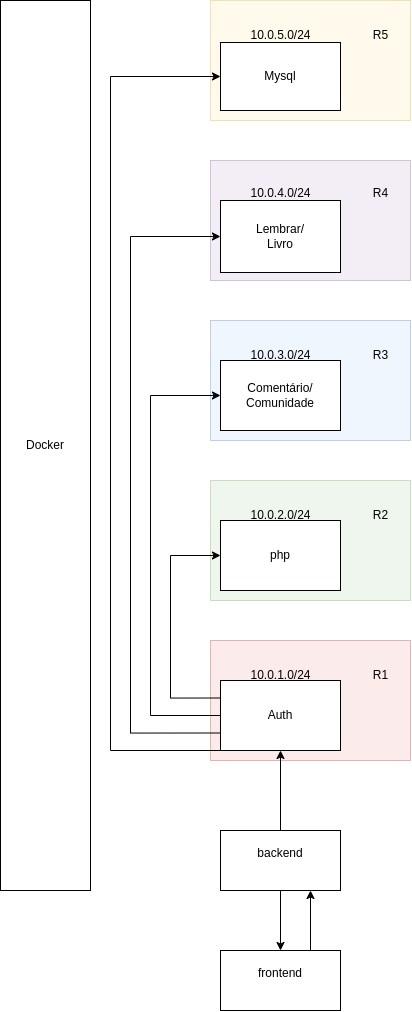 10.0.5.0/24 R5
Mysql
10.0.4.0/24 R4
Lembrar/
Livro
10.0.3.0/24 R3
Comentário/
Comunidade
Docker
10.0.2.0/24 R2
php
10.0.1.0/24 R1
Auth
backend
frontend